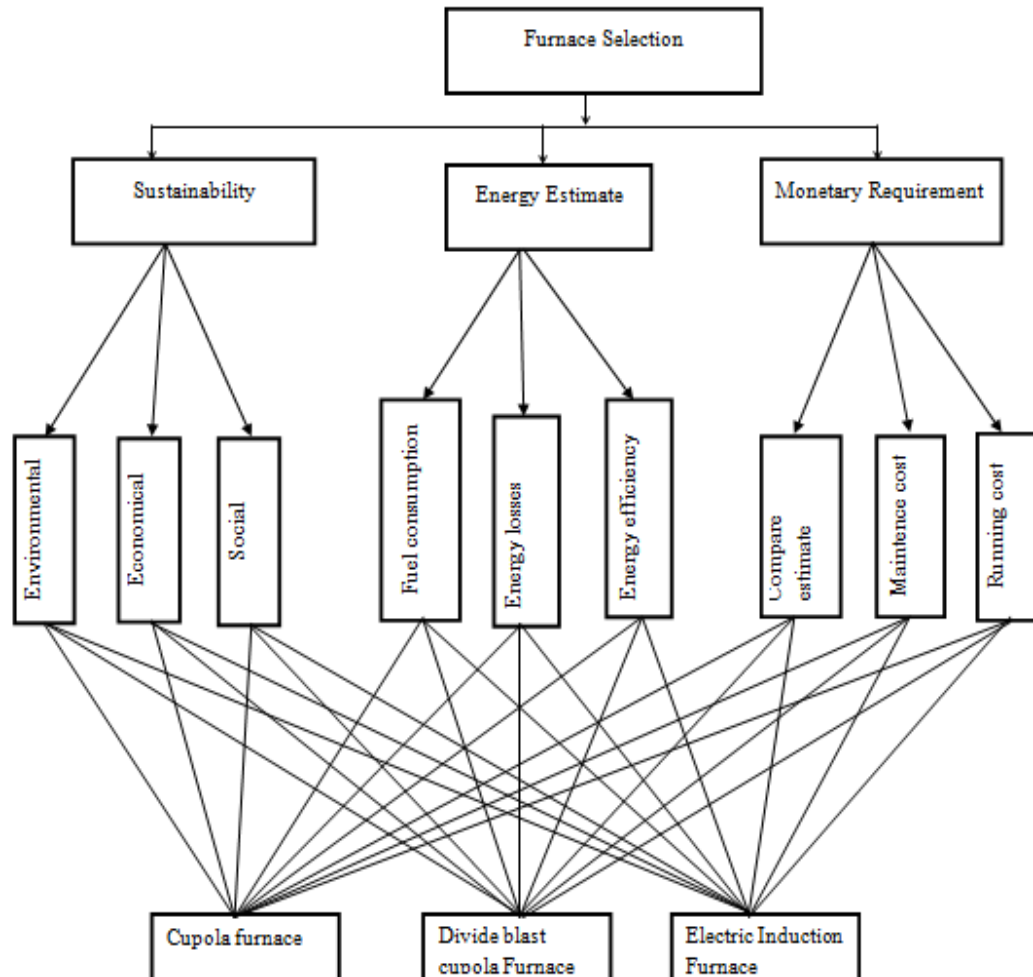 Furnace Selection
Sustainability
Energy Estimate
Monetary Requirement
Environmental
Economical
Social
Fuel consumption
Energy losses
Energy efficiency
Compare
estimate
Maintence cost
Running cost
Cupola furnace
Divide blast
cupola Furnace
Electric Induction
Furnace